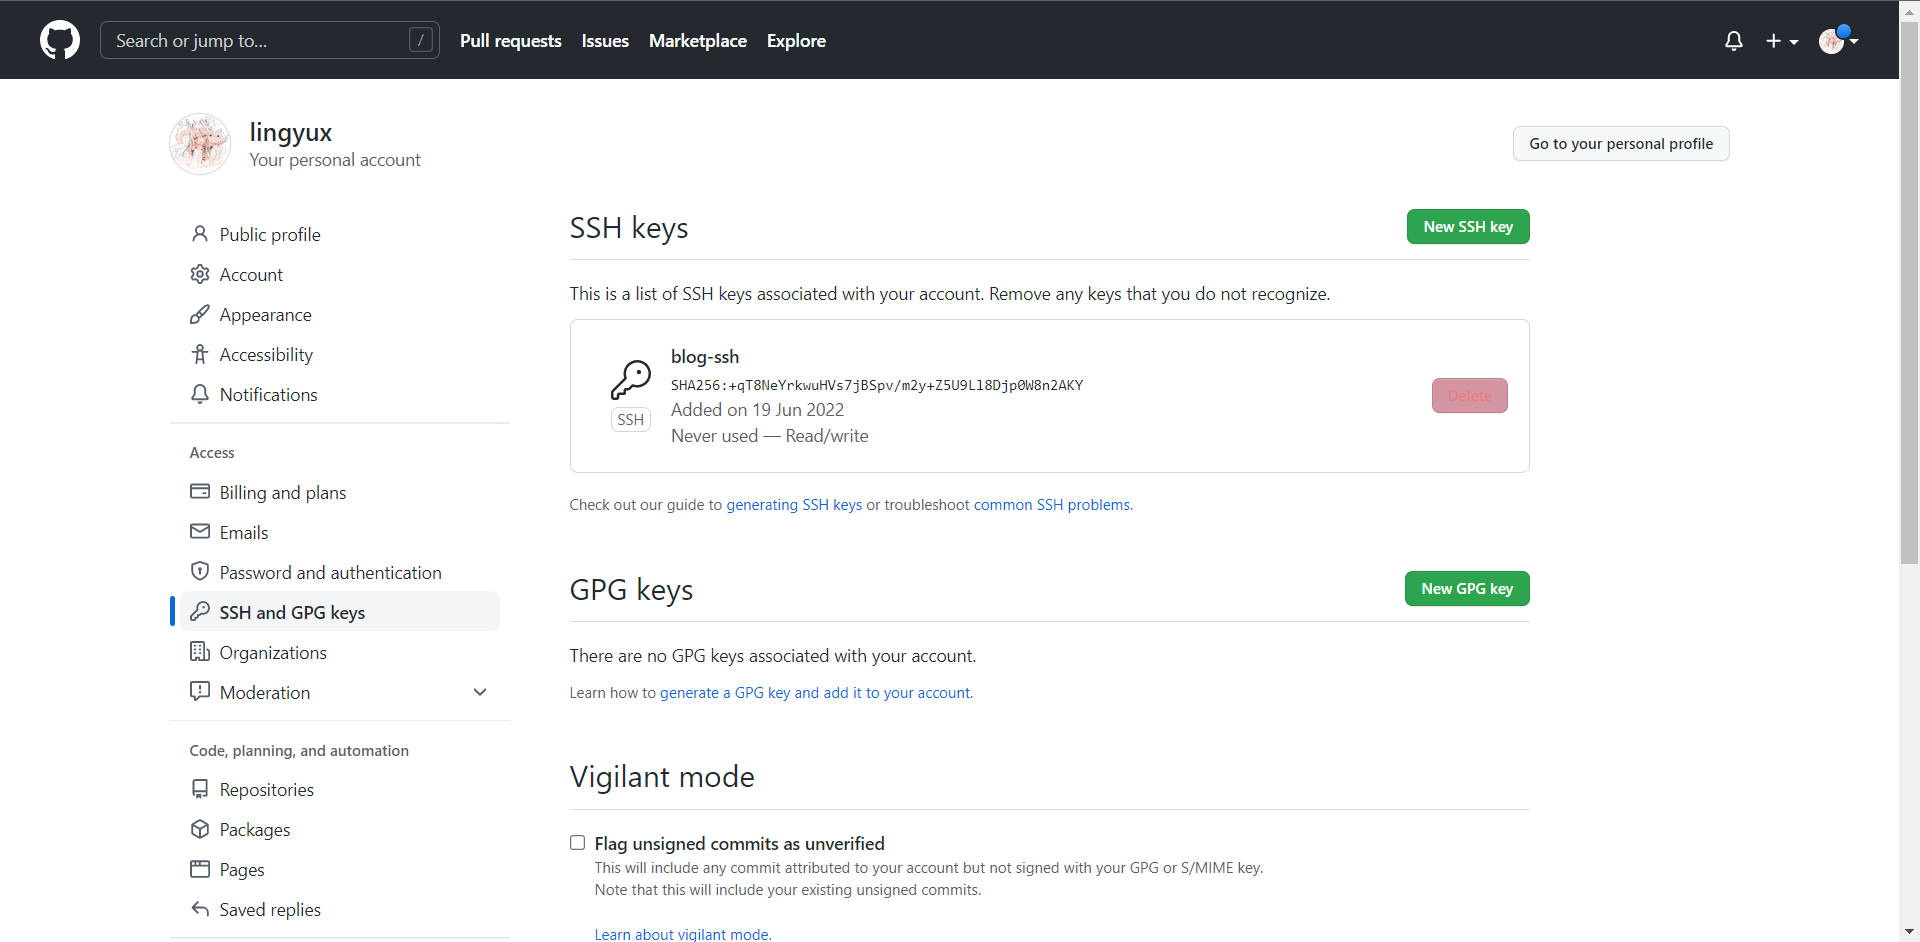 Search or jump to... /
Pull requests Issues Marketplace Explore
lingyux
Your personal account
Go to your personal profile
Public profile
Account
Appearance
Accessibility
Notifications
Access
Billing and plans
Emails
Password and authentication
SSH and GPG keys
Organizations
Moderation
Code, planning, and automation
Repositories
Packages
Pages
Saved replies
SSH keys
New SSH key
This is a list of SSH keys associated with your account. Remove any keys that you do not recognize.
blog-ssh
SHA256:+qT8NeYrkwuHVs7jBSpv/m2y+Z5U9Ll8Djp0W8n2AKY
SSH
Added on 19 Jun 2022
Never used — Read/write
Delete
Check out our guide to generating SSH keys or troubleshoot common SSH problems.
GPG keys
New GPG key
There are no GPG keys associated with your account.
Learn how to generate a GPG key and add it to your account.
Vigilant mode
Flag unsigned commits as unverified
This will include any commit attributed to your account but not signed with your GPG or S/MIME key.
Note that this will include your existing unsigned commits.
Learn about vigilant mode.